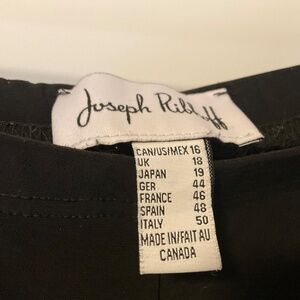 Joseph Ribkoff
CAN/US/MEX 16
UK 18
JAPAN 19
GER 44
FRANCE 46
SPAIN 48
ITALY 50
MADE IN/FAIT AU
CANADA